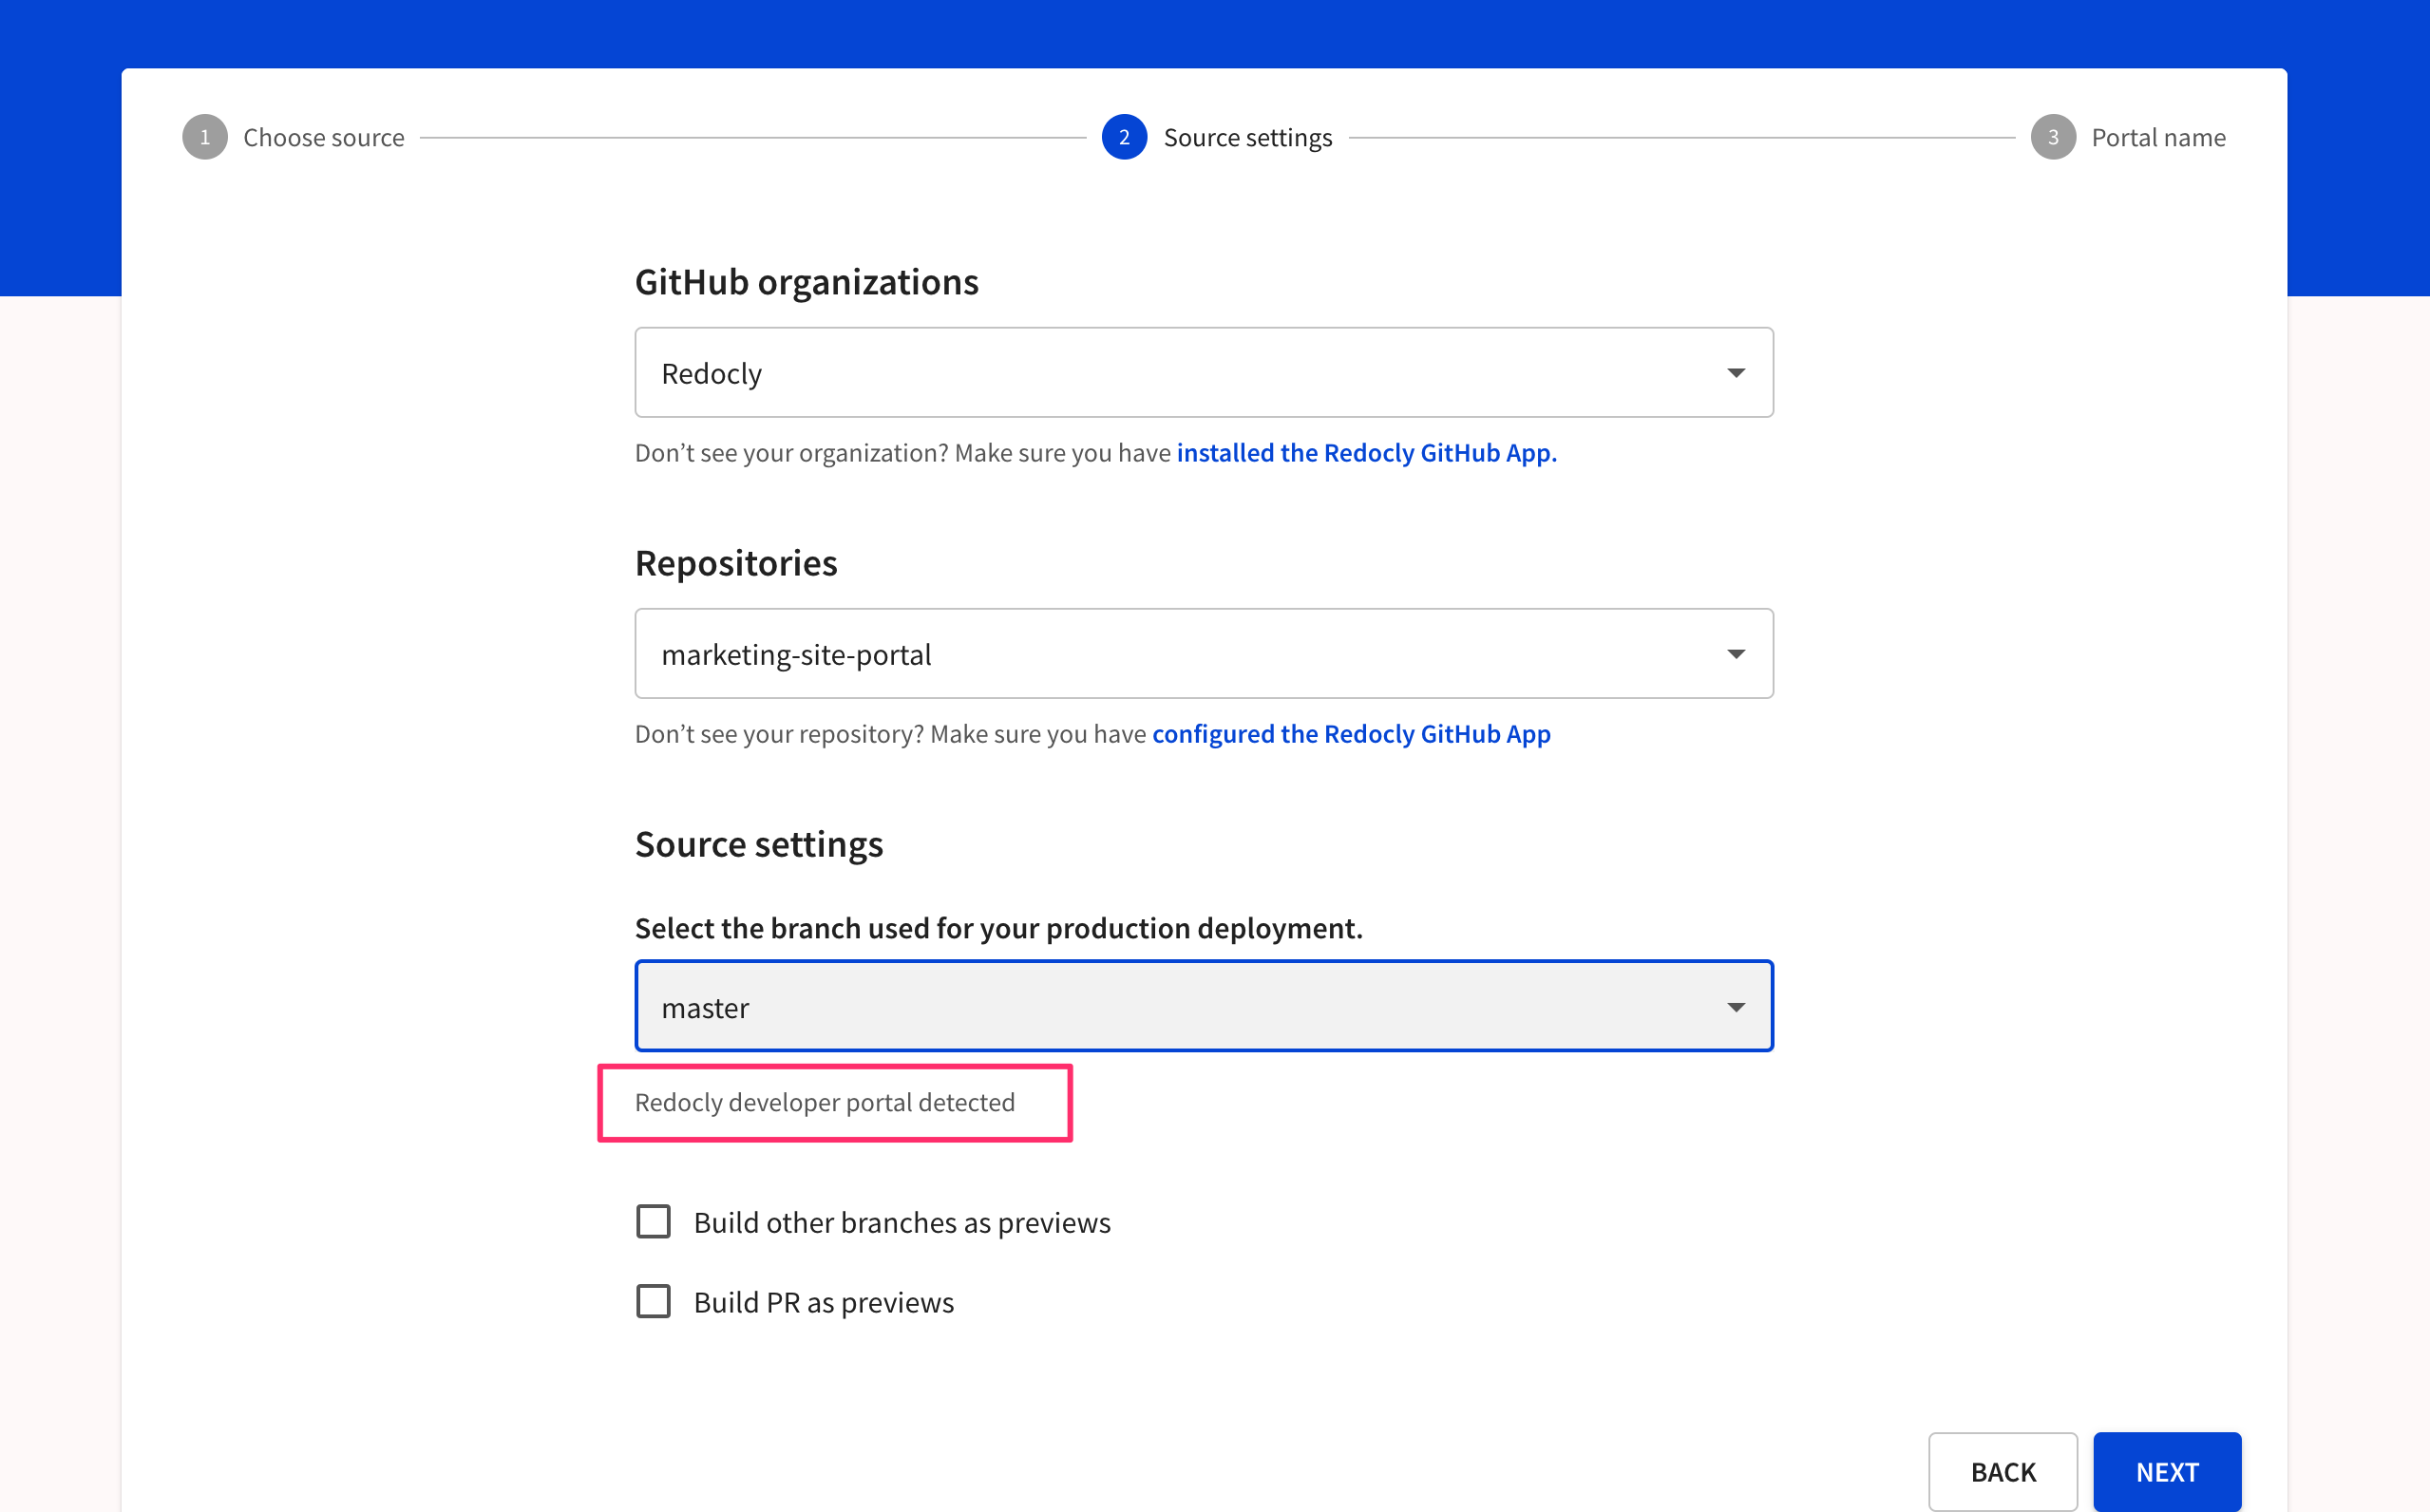 1 Choose source 2 Source settings 3 Portal name
GitHub organizations
Redocly
Don’t see your organization? Make sure you have installed the Redocly GitHub App.
Repositories
marketing-site-portal
Don’t see your repository? Make sure you have configured the Redocly GitHub App
Source settings
Select the branch used for your production deployment.
master
Redocly developer portal detected
Build other branches as previews
Build PR as previews
BACK NEXT